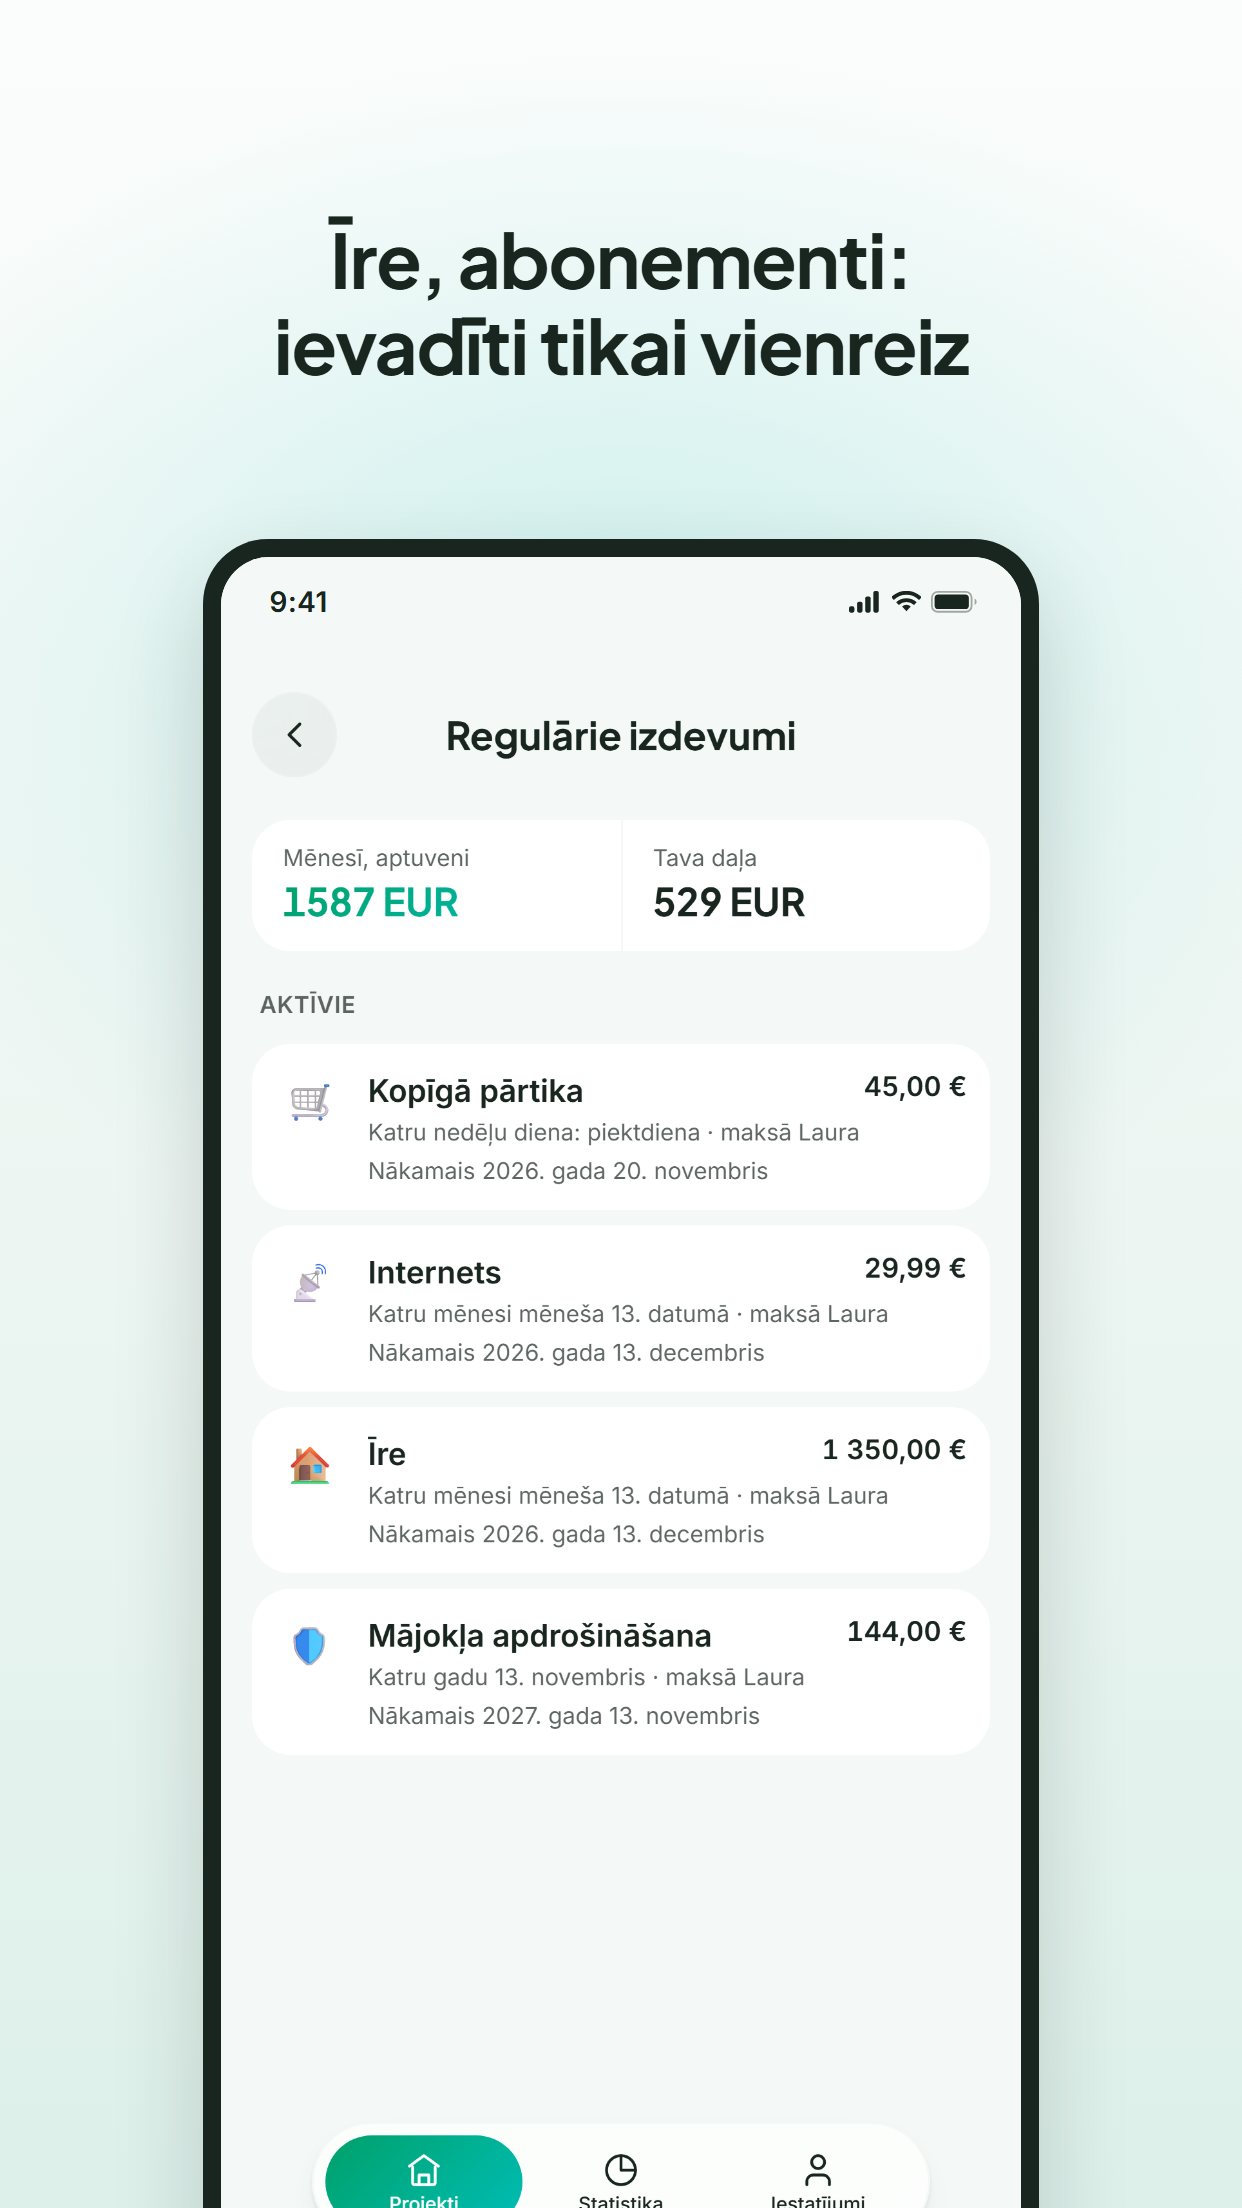 Īre, abonementi:
ievadīti tikai vienreiz
9:41
Regulārie izdevumi
Mēnesī, aptuveni
1587 EUR
Tava daļa
529 EUR
AKTĪVIE
Kopīgā pārtika
45,00 €
Katru nedēļu diena: piektdiena · maksā Laura
Nākamais 2026. gada 20. novembris
Internets
29,99 €
Katru mēnesi mēneša 13. datumā · maksā Laura
Nākamais 2026. gada 13. decembris
Īre
1 350,00 €
Katru mēnesi mēneša 13. datumā · maksā Laura
Nākamais 2026. gada 13. decembris
Mājokļa apdrošināšana
144,00 €
Katru gadu 13. novembris · maksā Laura
Nākamais 2027. gada 13. novembris
Projekti
Statistika
Iestatījumi